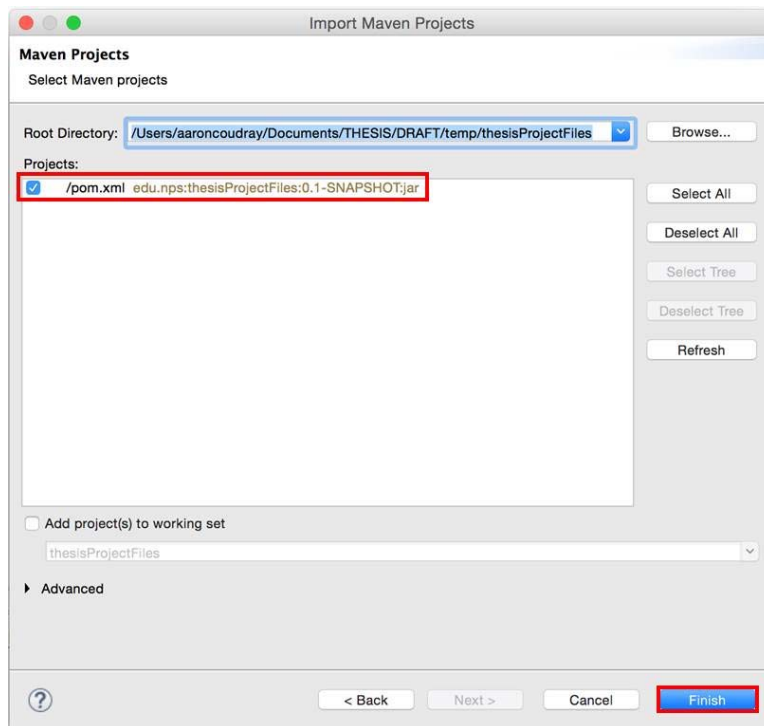 Import Maven Projects
Maven Projects
Select Maven projects
Root Directory: /Users/aaroncoudray/Documents/THESIS/DRAFT/temp/thesisProjectFiles Browse...
Projects:
/pom.xml edu.nps:thesisProjectFiles:0.1-SNAPSHOT:jar
Select All
Deselect All
Select Tree
Deselect Tree
Refresh
Add project(s) to working set
thesisProjectFiles
Advanced
? < Back Next > Cancel Finish